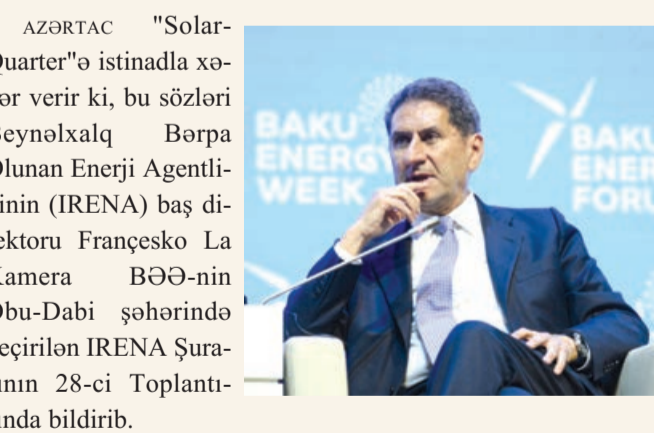 AZƏRTAC "Solar-
Quarter"ə istinadla xə-
bər verir ki, bu sözləri
Beynəlxalq Bərpa
Olunan Enerji Agentli-
yinin (IRENA) baş di-
rektoru Françesko La
Kamera BƏƏ-nin
Əbu-Dabi şəhərində
keçirilən IRENA Şura-
sının 28-ci Toplantı-
sında bildirib.
BAKU
ENERGY
WEEK
BAKU
ENER
FORU